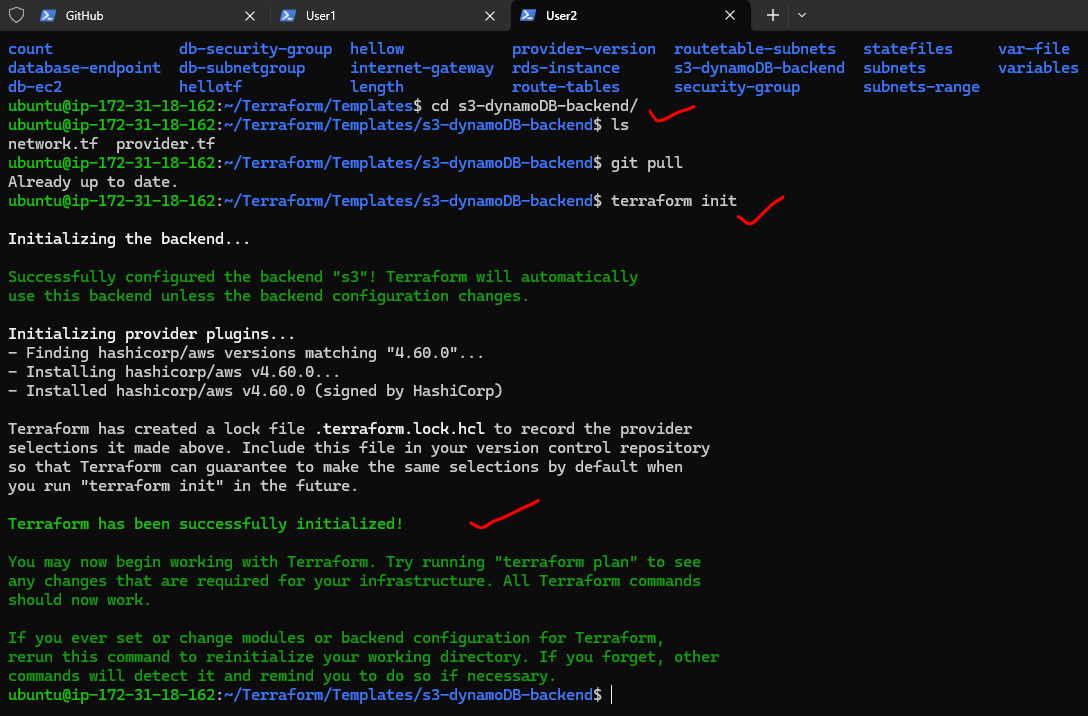 GitHub User1 User2
count db-security-group hellow provider-version routetable-subnets statefiles var-file
database-endpoint db-subnetgroup internet-gateway rds-instance s3-dynamoDB-backend subnets variables
db-ec2 hellotf length route-tables security-group subnets-range
ubuntu@ip-172-31-18-162:~/Terraform/Templates$ cd s3-dynamoDB-backend/
ubuntu@ip-172-31-18-162:~/Terraform/Templates/s3-dynamoDB-backend$ ls
network.tf provider.tf
ubuntu@ip-172-31-18-162:~/Terraform/Templates/s3-dynamoDB-backend$ git pull
Already up to date.
ubuntu@ip-172-31-18-162:~/Terraform/Templates/s3-dynamoDB-backend$ terraform init
Initializing the backend...
Successfully configured the backend "s3"! Terraform will automatically
use this backend unless the backend configuration changes.
Initializing provider plugins...
- Finding hashicorp/aws versions matching "4.60.0"...
- Installing hashicorp/aws v4.60.0...
- Installed hashicorp/aws v4.60.0 (signed by HashiCorp)
Terraform has created a lock file .terraform.lock.hcl to record the provider
selections it made above. Include this file in your version control repository
so that Terraform can guarantee to make the same selections by default when
you run "terraform init" in the future.
Terraform has been successfully initialized!
You may now begin working with Terraform. Try running "terraform plan" to see
any changes that are required for your infrastructure. All Terraform commands
should now work.
If you ever set or change modules or backend configuration for Terraform,
rerun this command to reinitialize your working directory. If you forget, other
commands will detect it and remind you to do so if necessary.
ubuntu@ip-172-31-18-162:~/Terraform/Templates/s3-dynamoDB-backend$